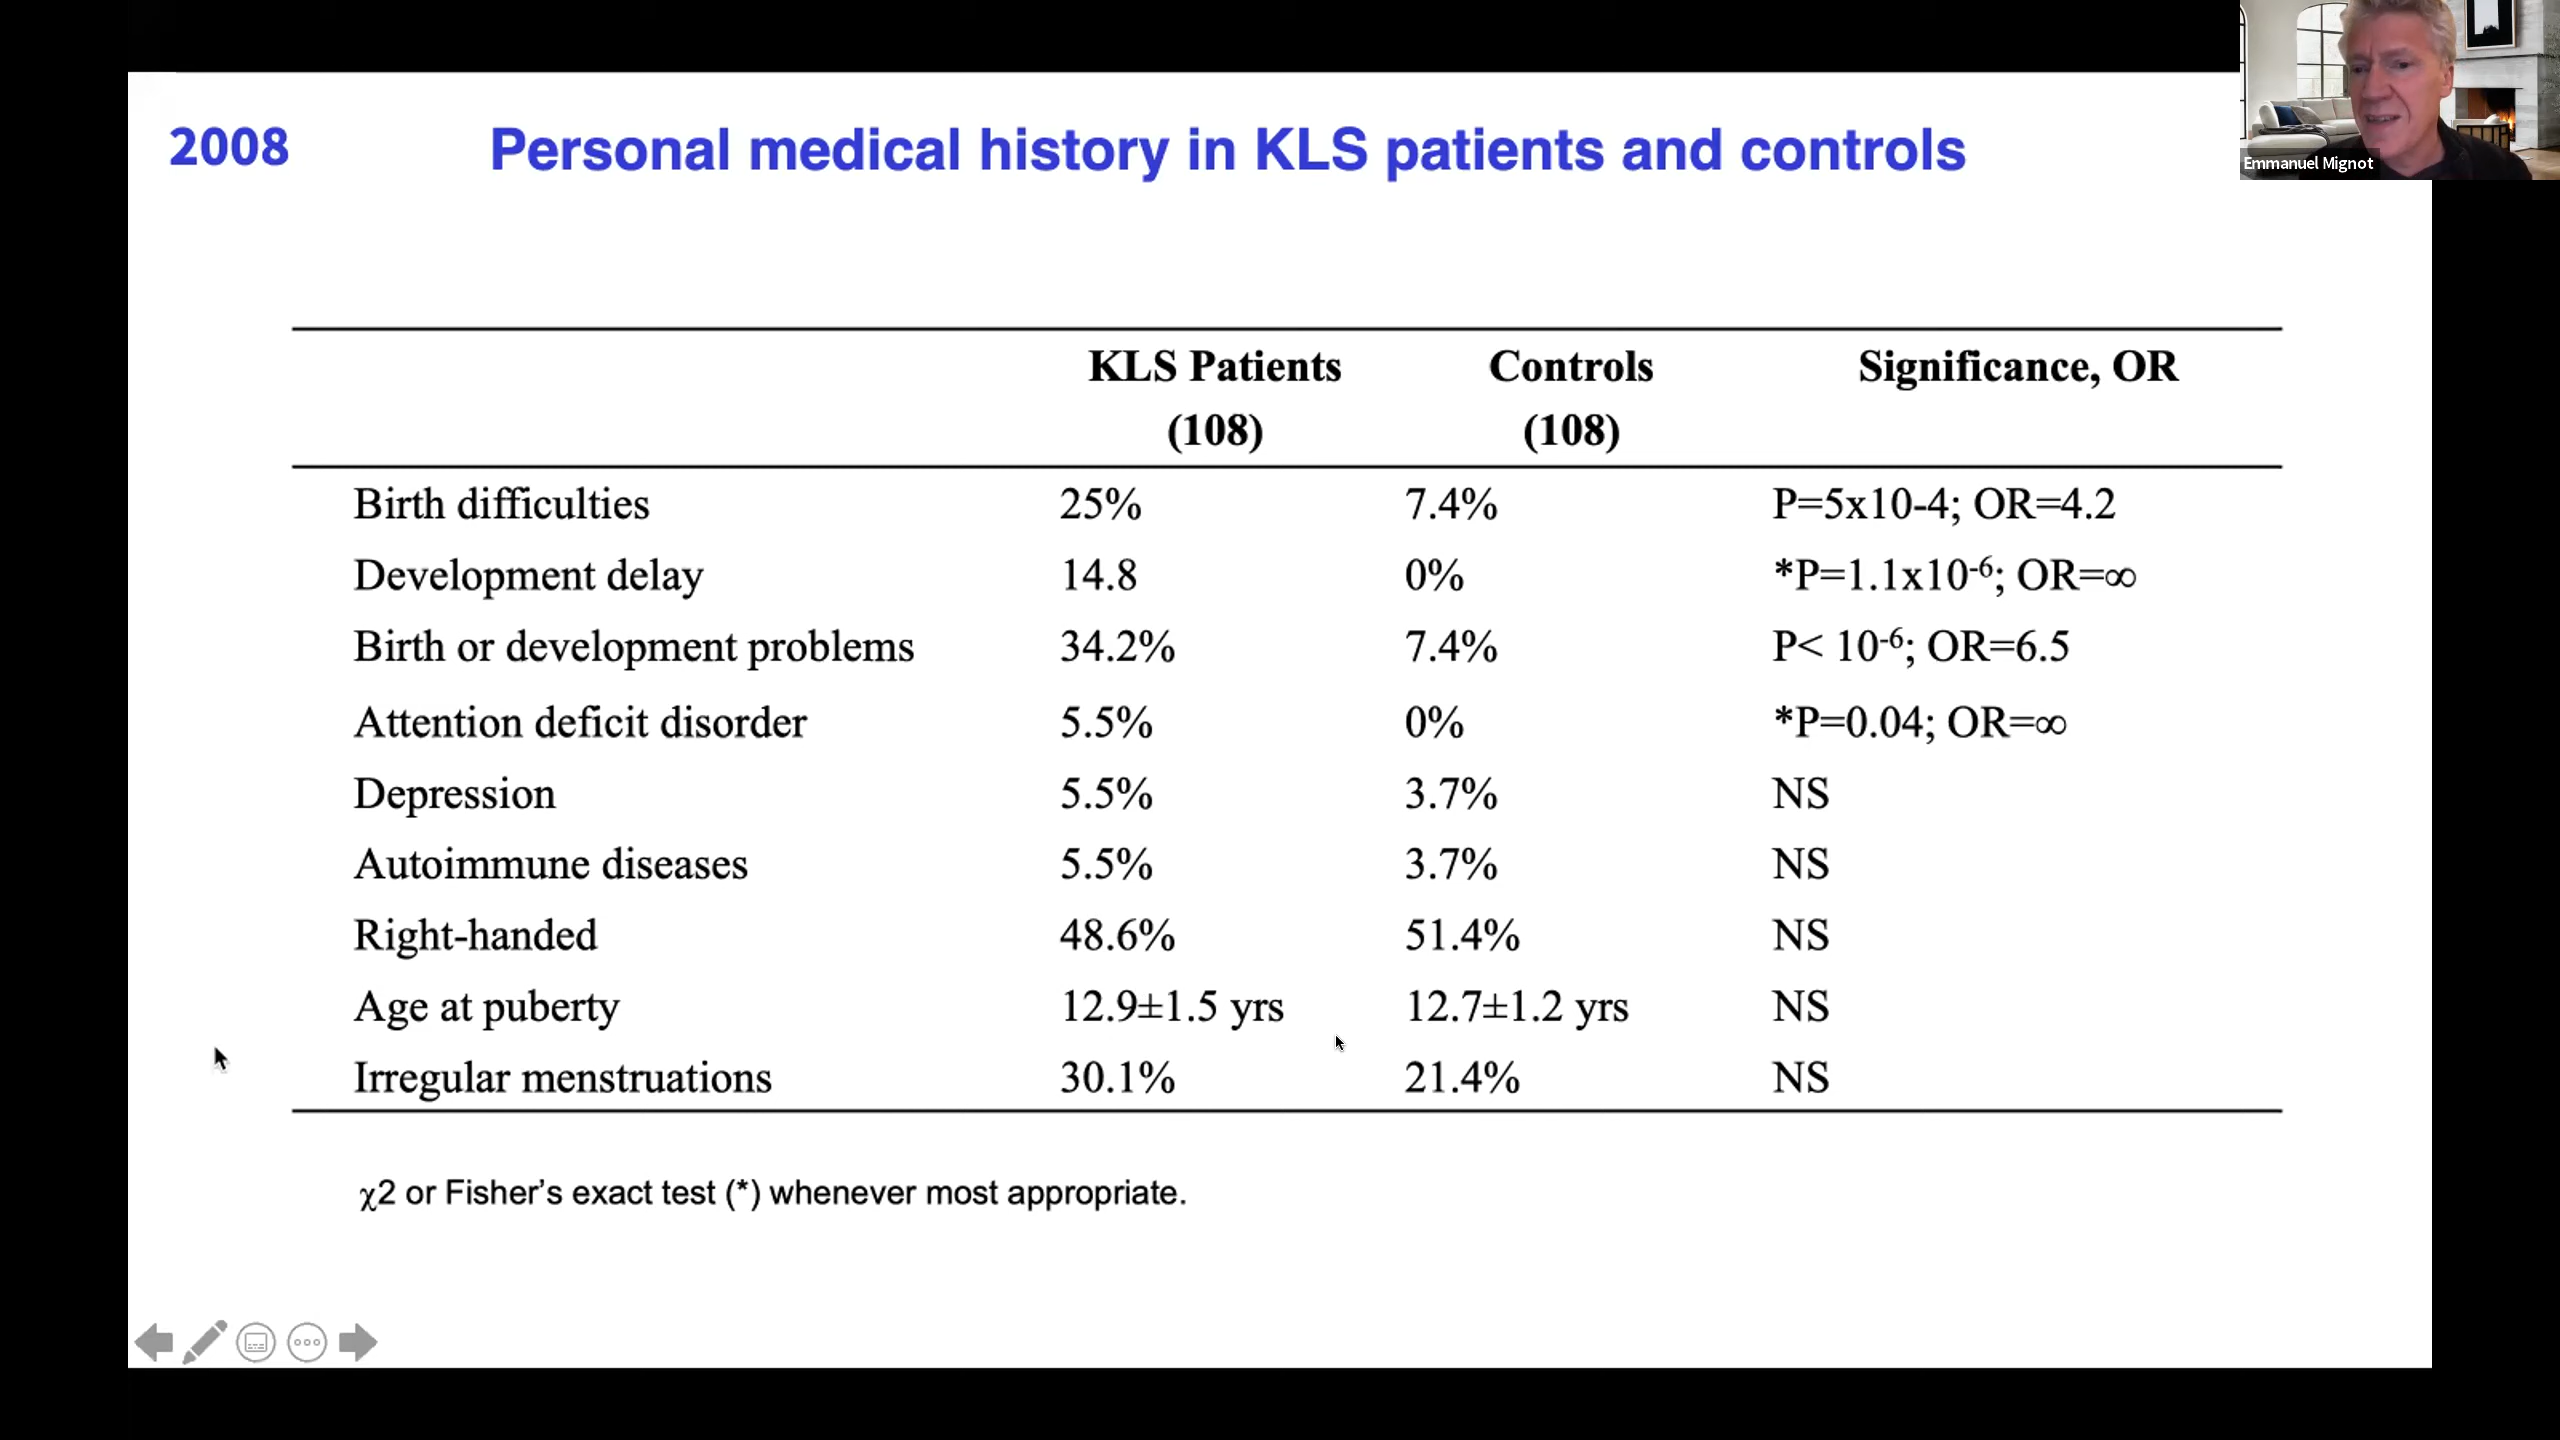 2008
Personal medical history in KLS patients and controls
Emmanuel Mignot
KLS Patients Controls Significance, OR
(108) (108)
Birth difficulties 25% 7.4% P=5x10-4; OR=4.2
Development delay 14.8 0% *P=1.1x10-6; OR=∞
Birth or development problems 34.2% 7.4% P< 10-6; OR=6.5
Attention deficit disorder 5.5% 0% *P=0.04; OR=∞
Depression 5.5% 3.7% NS
Autoimmune diseases 5.5% 3.7% NS
Right-handed 48.6% 51.4% NS
Age at puberty 12.9±1.5 yrs 12.7±1.2 yrs NS
Irregular menstruations 30.1% 21.4% NS
χ2 or Fisher’s exact test (*) whenever most appropriate.